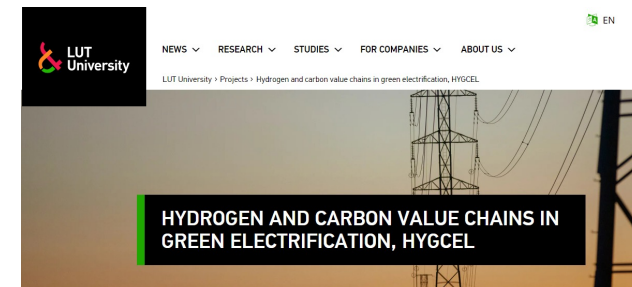 EN
LUT
University
NEWS RESEARCH STUDIES FOR COMPANIES ABOUT US
LUT University > Projects > Hydrogen and carbon value chains in green electrification, HYGCEL
HYDROGEN AND CARBON VALUE CHAINS IN
GREEN ELECTRIFICATION, HYGCEL